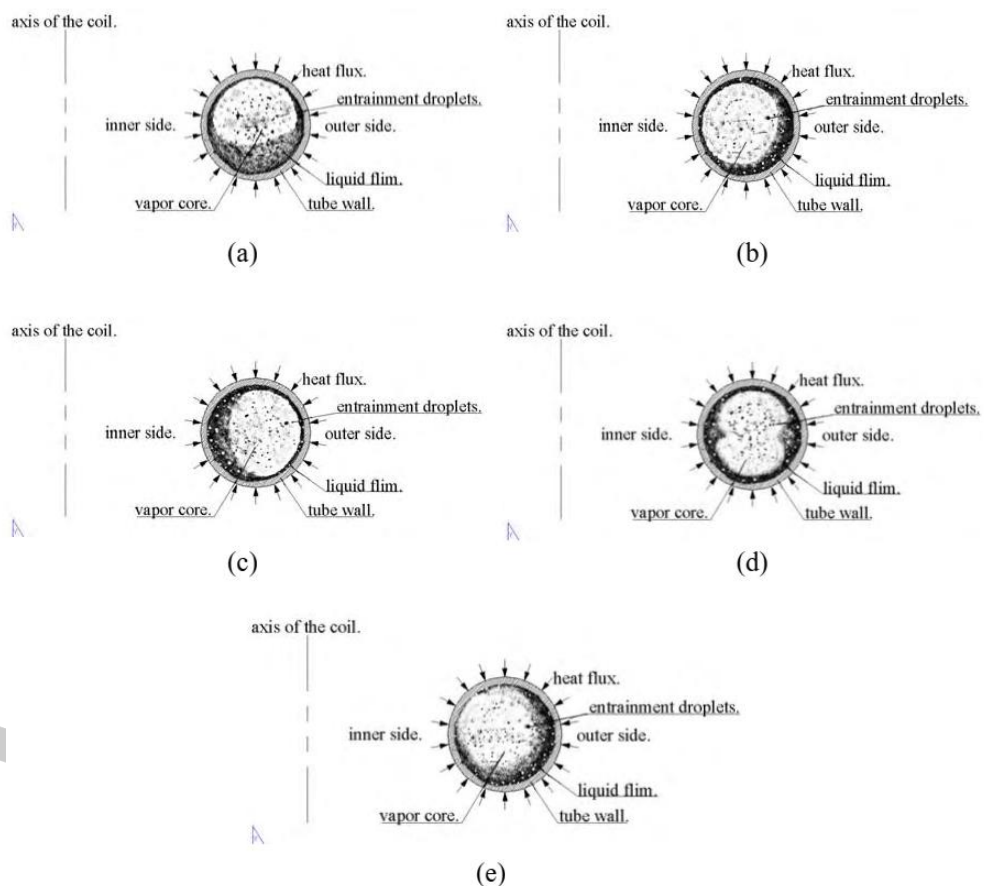 axis of the coil.
heat flux.
entrainment droplets.
inner side.
outer side.
liquid flim.
vapor core.
tube wall.
(a)
axis of the coil.
heat flux.
entrainment droplets.
inner side.
outer side.
liquid flim.
vapor core.
tube wall.
(b)
axis of the coil.
heat flux.
entrainment droplets.
inner side.
outer side.
liquid flim.
vapor core.
tube wall.
(c)
axis of the coil.
heat flux.
entrainment droplets.
inner side.
outer side.
liquid flim.
vapor core.
tube wall.
(d)
axis of the coil.
heat flux.
entrainment droplets.
inner side.
outer side.
liquid flim.
vapor core.
tube wall.
(e)